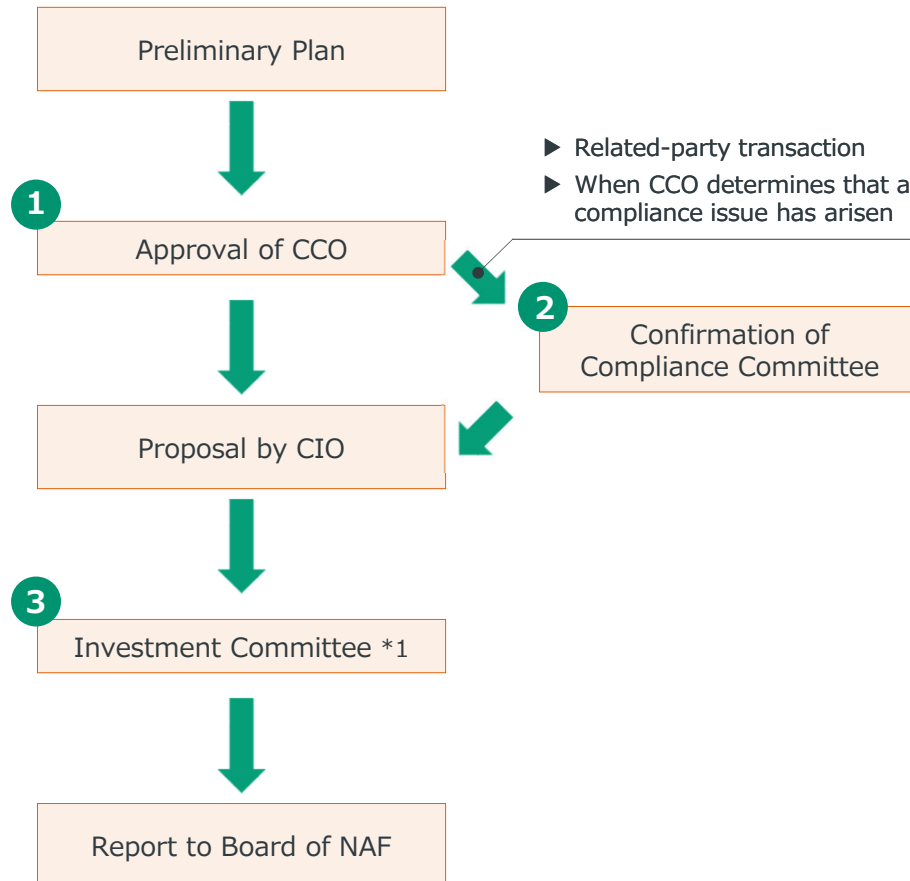 Preliminary Plan
▶ Related-party transaction
▶ When CCO determines that a
compliance issue has arisen
1
Approval of CCO
2
Confirmation of
Compliance Committee
Proposal by CIO
3
Investment Committee *1
Report to Board of NAF